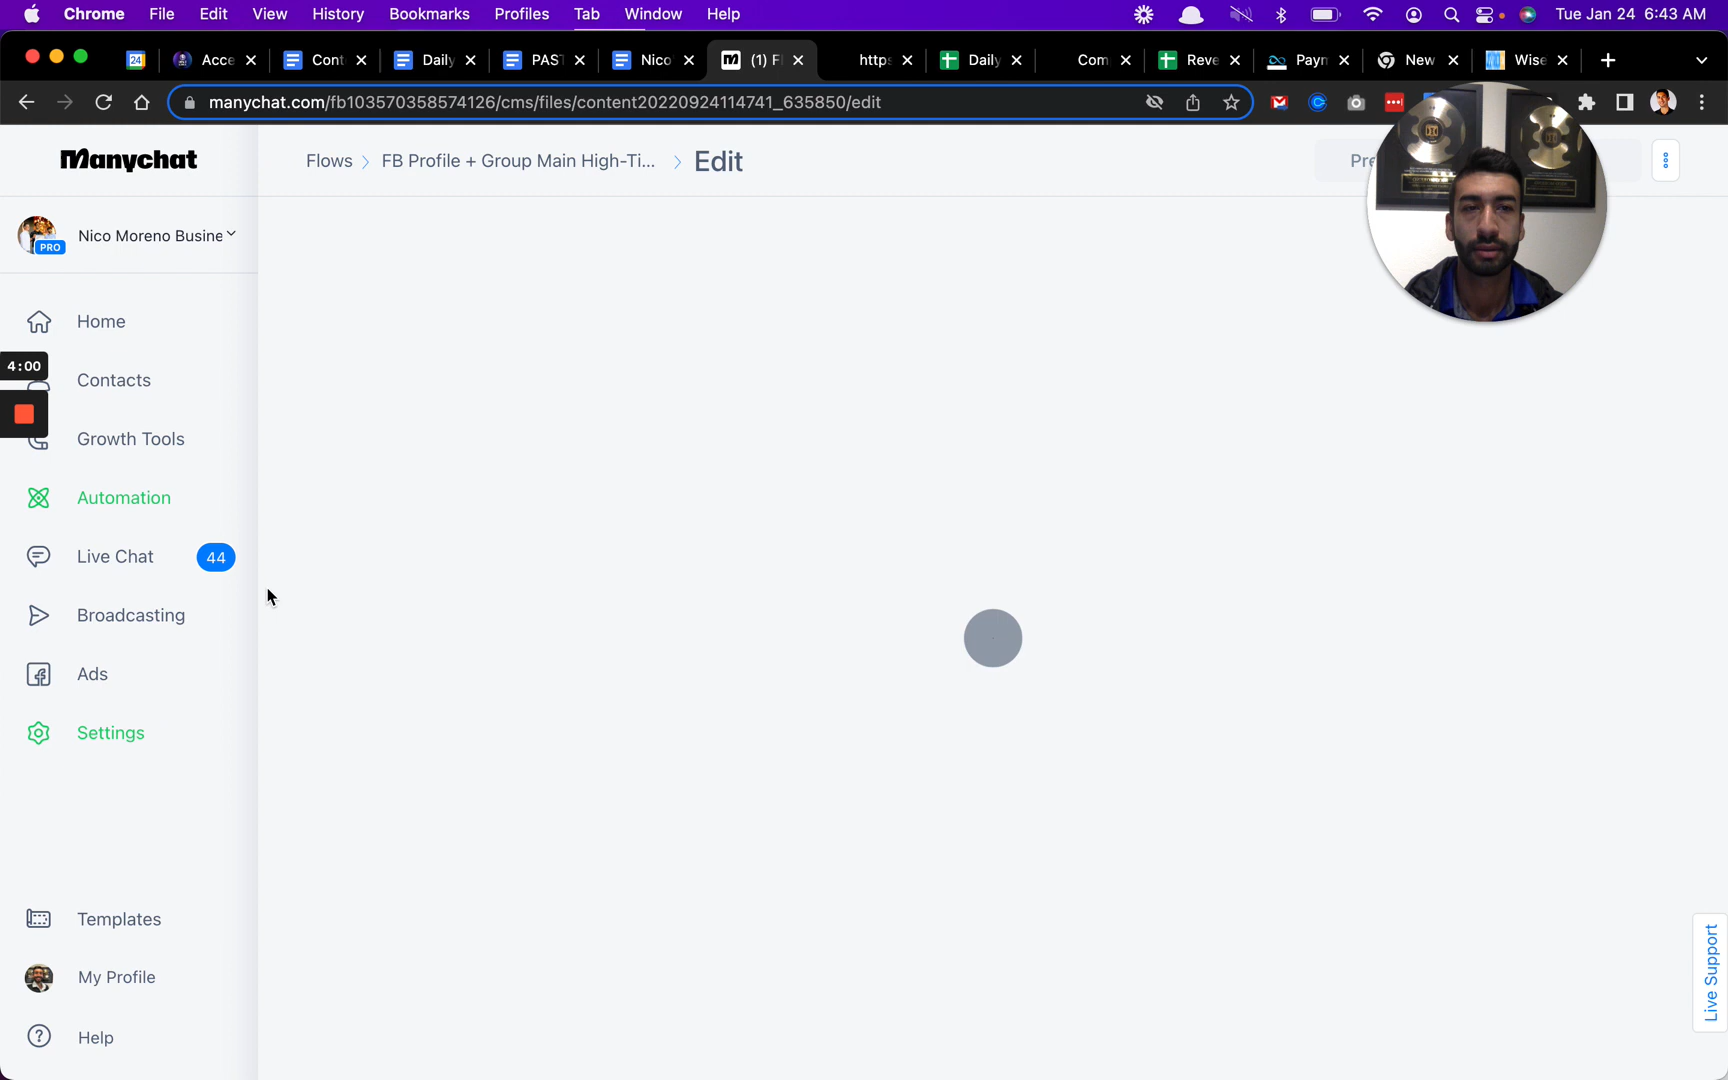 Chrome File Edit View History Bookmarks Profiles Tab Window Help Tue Jan 24 6:43 AM
24 Acce Cont Daily PAST Nico (1) F https Daily Com Reve Payn New Wise
manychat.com/fb103570358574126/cms/files/content20220924114741_635850/edit
Manychat
Flows > FB Profile + Group Main High-Ti... > Edit
Pre
Nico Moreno Busine
PRO
Home
4:00
Contacts
Growth Tools
Automation
Live Chat 44
Broadcasting
Ads
Settings
Templates
My Profile
Help
Live Support